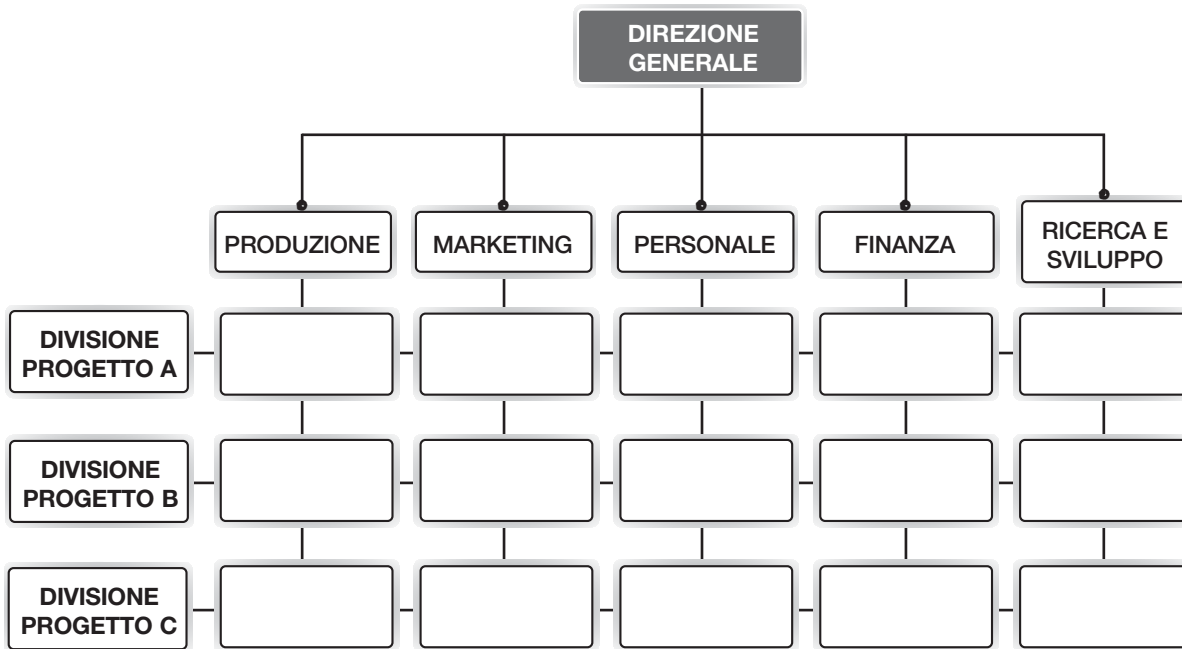 DIREZIONE
GENERALE
PRODUZIONE
MARKETING
PERSONALE
FINANZA
RICERCA E
SVILUPPO
DIVISIONE
PROGETTO A
DIVISIONE
PROGETTO B
DIVISIONE
PROGETTO C